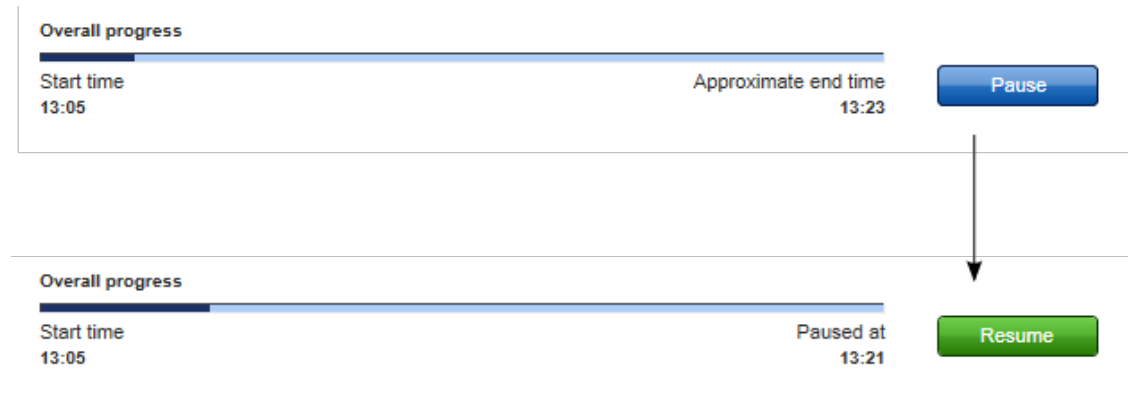 Overall progress
Start time Approximate end time Pause
13:05 13:23
Overall progress
Start time Paused at Resume
13:05 13:21